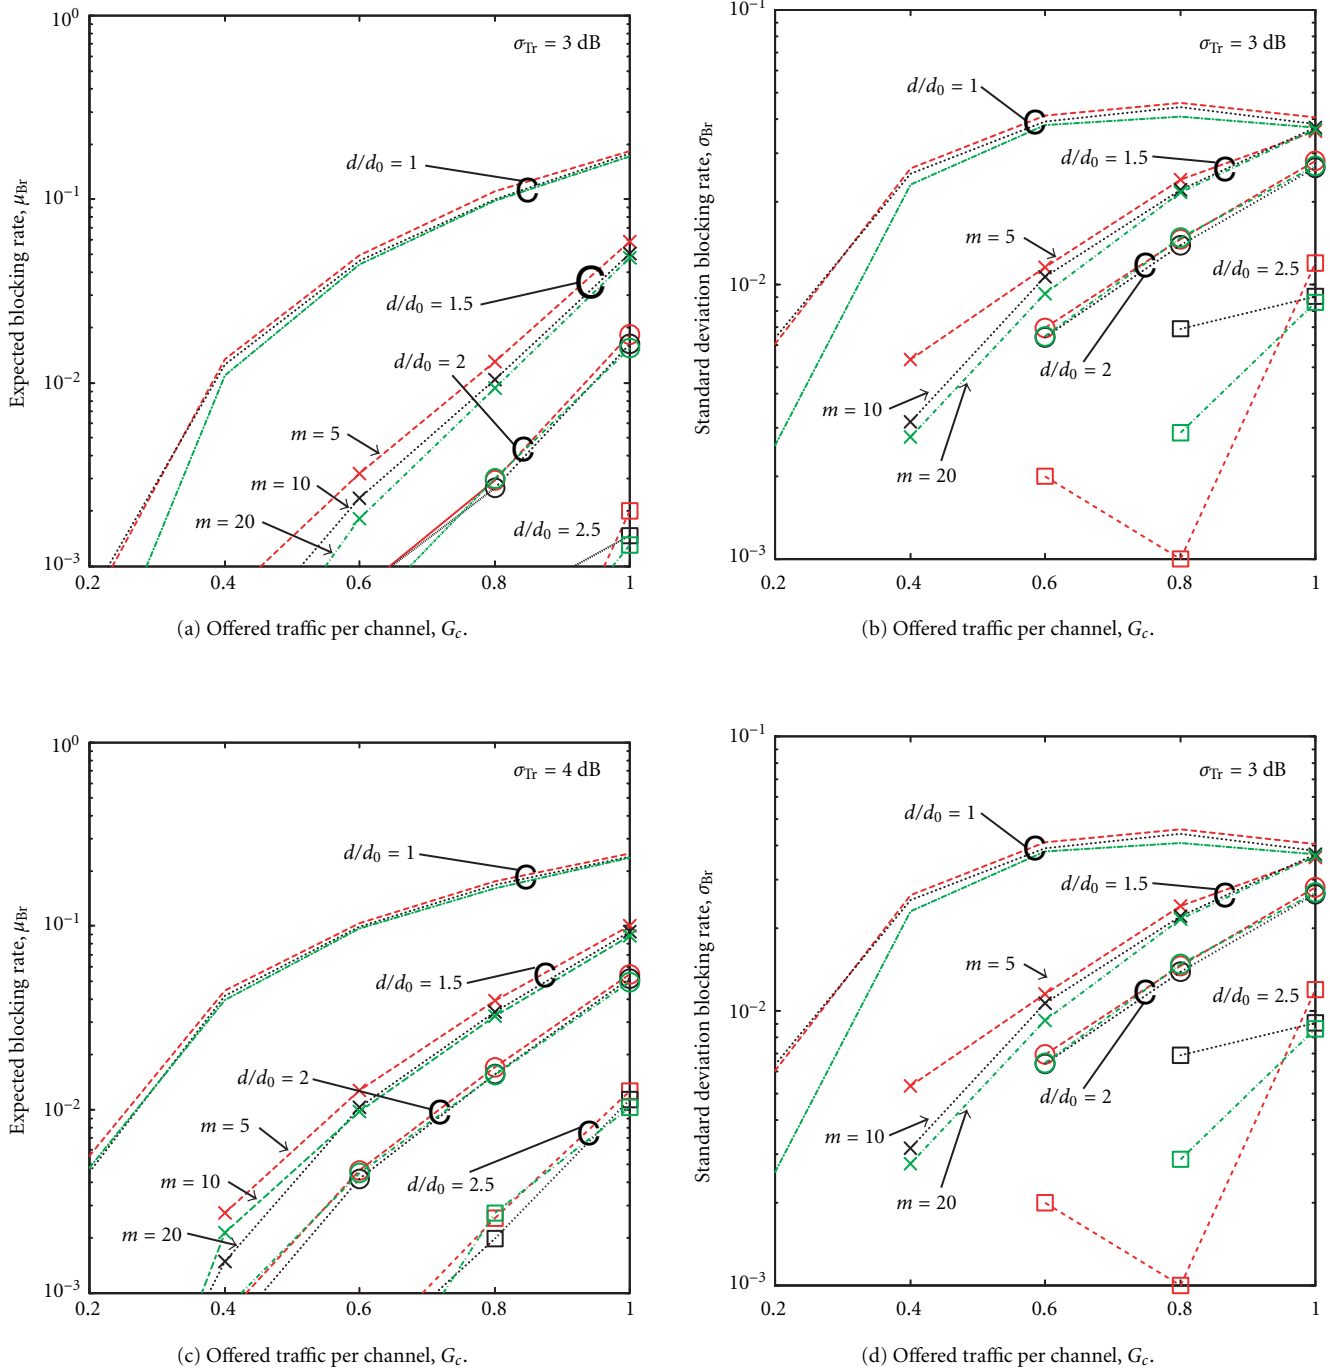 10⁰
σTr = 3 dB
d/d0 = 1
10⁻¹
d/d0 = 1.5
d/d0 = 2
10⁻²
m = 5
m = 10
m = 20
d/d0 = 2.5
10⁻³
0.2 0.4 0.6 0.8 1
Expected blocking rate, μBr
(a) Offered traffic per channel, Gc.
10⁻¹
σTr = 3 dB
d/d0 = 1
d/d0 = 1.5
m = 5
d/d0 = 2.5
10⁻²
d/d0 = 2
m = 10
m = 20
10⁻³
0.2 0.4 0.6 0.8 1
Standard deviation blocking rate, σBr
(b) Offered traffic per channel, Gc.
10⁰
σTr = 4 dB
d/d0 = 1
10⁻¹
d/d0 = 1.5
d/d0 = 2
10⁻²
m = 5
m = 10
d/d0 = 2.5
m = 20
10⁻³
0.2 0.4 0.6 0.8 1
Expected blocking rate, μBr
(c) Offered traffic per channel, Gc.
10⁻¹
σTr = 3 dB
d/d0 = 1
d/d0 = 1.5
m = 5
d/d0 = 2.5
10⁻²
d/d0 = 2
m = 10
m = 20
10⁻³
0.2 0.4 0.6 0.8 1
Standard deviation blocking rate, σBr
(d) Offered traffic per channel, Gc.